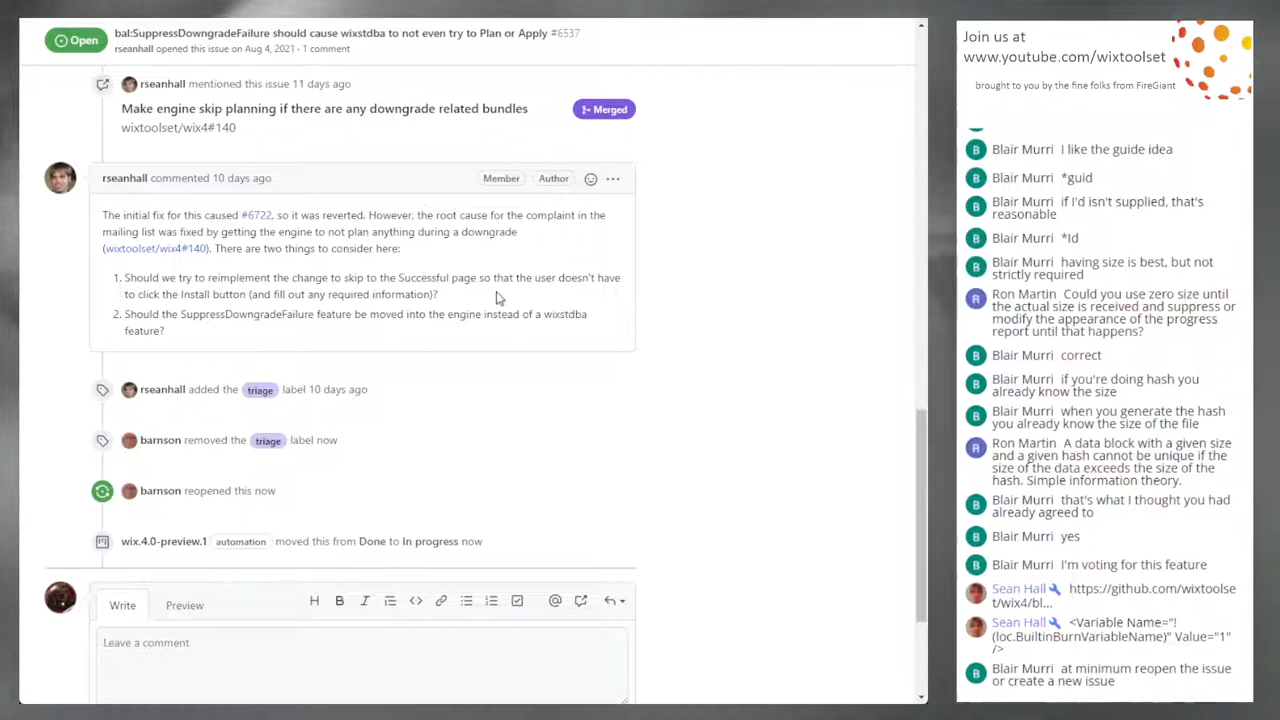 Open
bal:SuppressDowngradeFailure should cause wixstdba to not even try to Plan or Apply #6537
rseanhall opened this issue on Aug 4, 2021 · 1 comment
rseanhall mentioned this issue 11 days ago
Make engine skip planning if there are any downgrade related bundles
Merged
wixtoolset/wix4#140
rseanhall commented 10 days ago
Member
Author
The initial fix for this caused #6722, so it was reverted. However, the root cause for the complaint in the
mailing list was fixed by getting the engine to not plan anything during a downgrade
(wixtoolset/wix4#140). There are two things to consider here:
1. Should we try to reimplement the change to skip to the Successful page so that the user doesn't have
to click the Install button (and fill out any required information)?
2. Should the SuppressDowngradeFailure feature be moved into the engine instead of a wixstdba
feature?
rseanhall added the triage label 10 days ago
barnson removed the triage label now
barnson reopened this now
wix.4.0-preview.1 automation moved this from Done to In progress now
Write
Preview
Leave a comment
Join us at
www.youtube.com/wixtoolset
brought to you by the fine folks from FireGiant
B Blair Murri I like the guide idea
B Blair Murri *guid
B Blair Murri if I'd isn't supplied, that's
reasonable
B Blair Murri *Id
B Blair Murri having size is best, but not
strictly required
R Ron Martin Could you use zero size until
the actual size is received and suppress or
modify the appearance of the progress
report until that happens?
B Blair Murri correct
B Blair Murri if you're doing hash you
already know the size
B Blair Murri when you generate the hash
you already know the size of the file
R Ron Martin A data block with a given size
and a given hash cannot be unique if the
size of the data exceeds the size of the
hash. Simple information theory.
B Blair Murri that's what I thought you had
already agreed to
B Blair Murri yes
B Blair Murri I'm voting for this feature
Sean Hall https://github.com/wixtoolse
t/wix4/bl...
Sean Hall <Variable Name="!
(loc.BuiltinBurnVariableName)" Value="1"
/>
B Blair Murri at minimum reopen the issue
or create a new issue